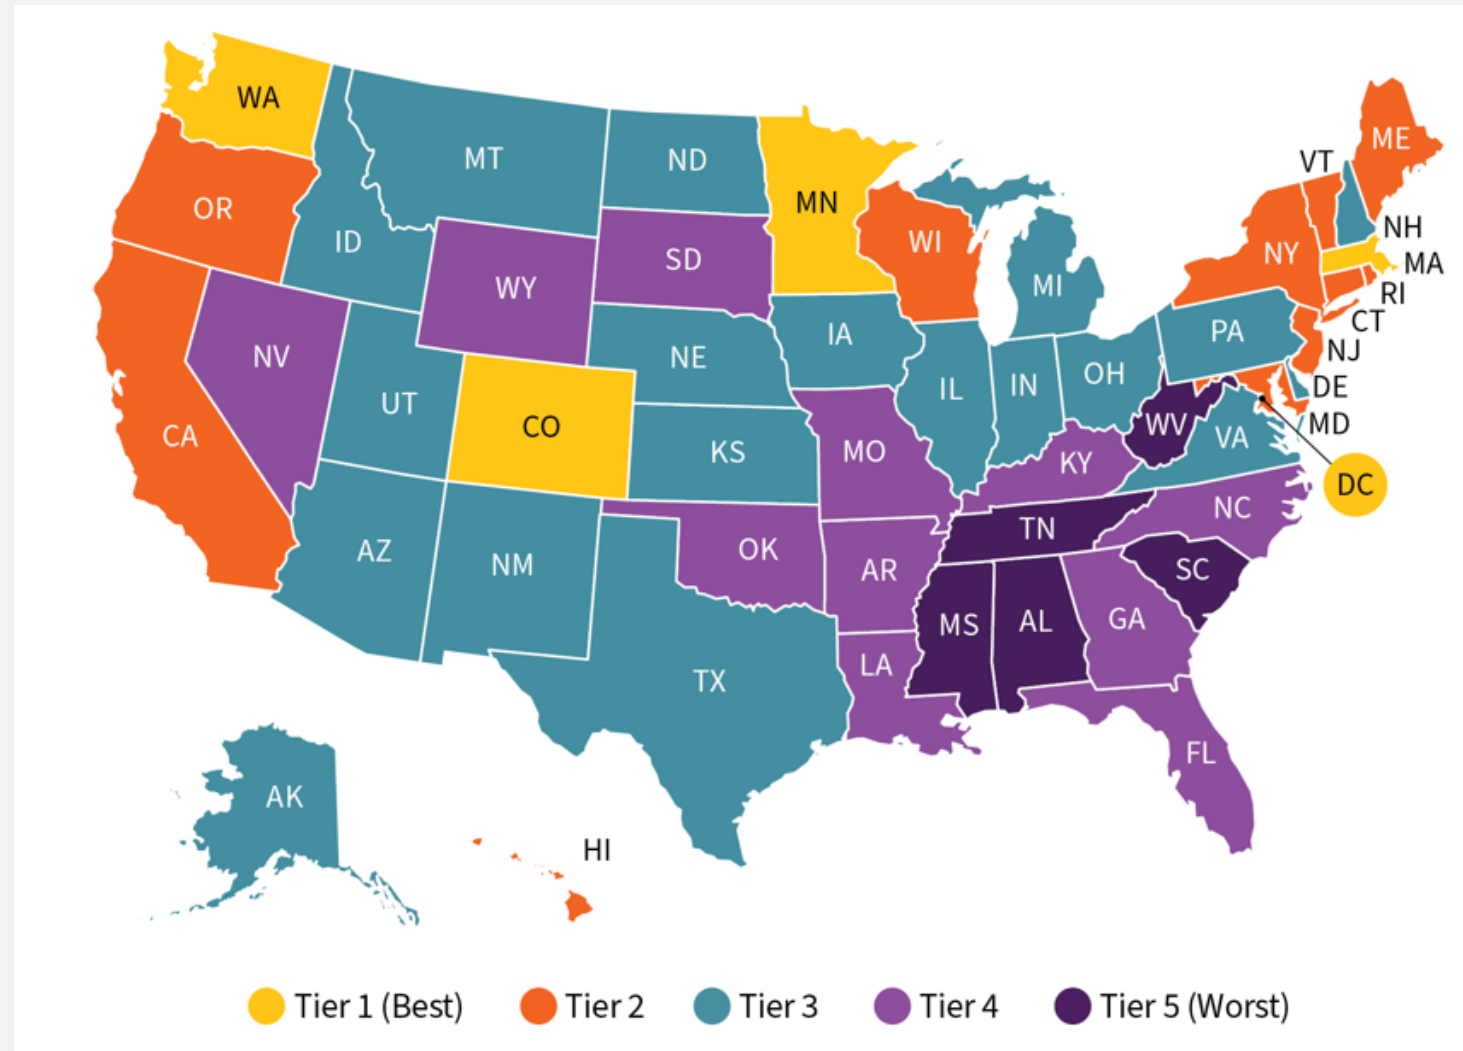 WA
MT
ND
MN
ME
VT
OR
ID
WI
NH
NY
SD
MA
WY
MI
RI
CT
IA
PA
NV
NE
NJ
OH
DE
UT
IL
IN
CO
MD
CA
WV
VA
KS
MO
KY
DC
NC
TN
AZ
OK
NM
AR
SC
MS
AL
GA
LA
TX
FL
AK
HI
Tier 1 (Best) Tier 2 Tier 3 Tier 4 Tier 5 (Worst)